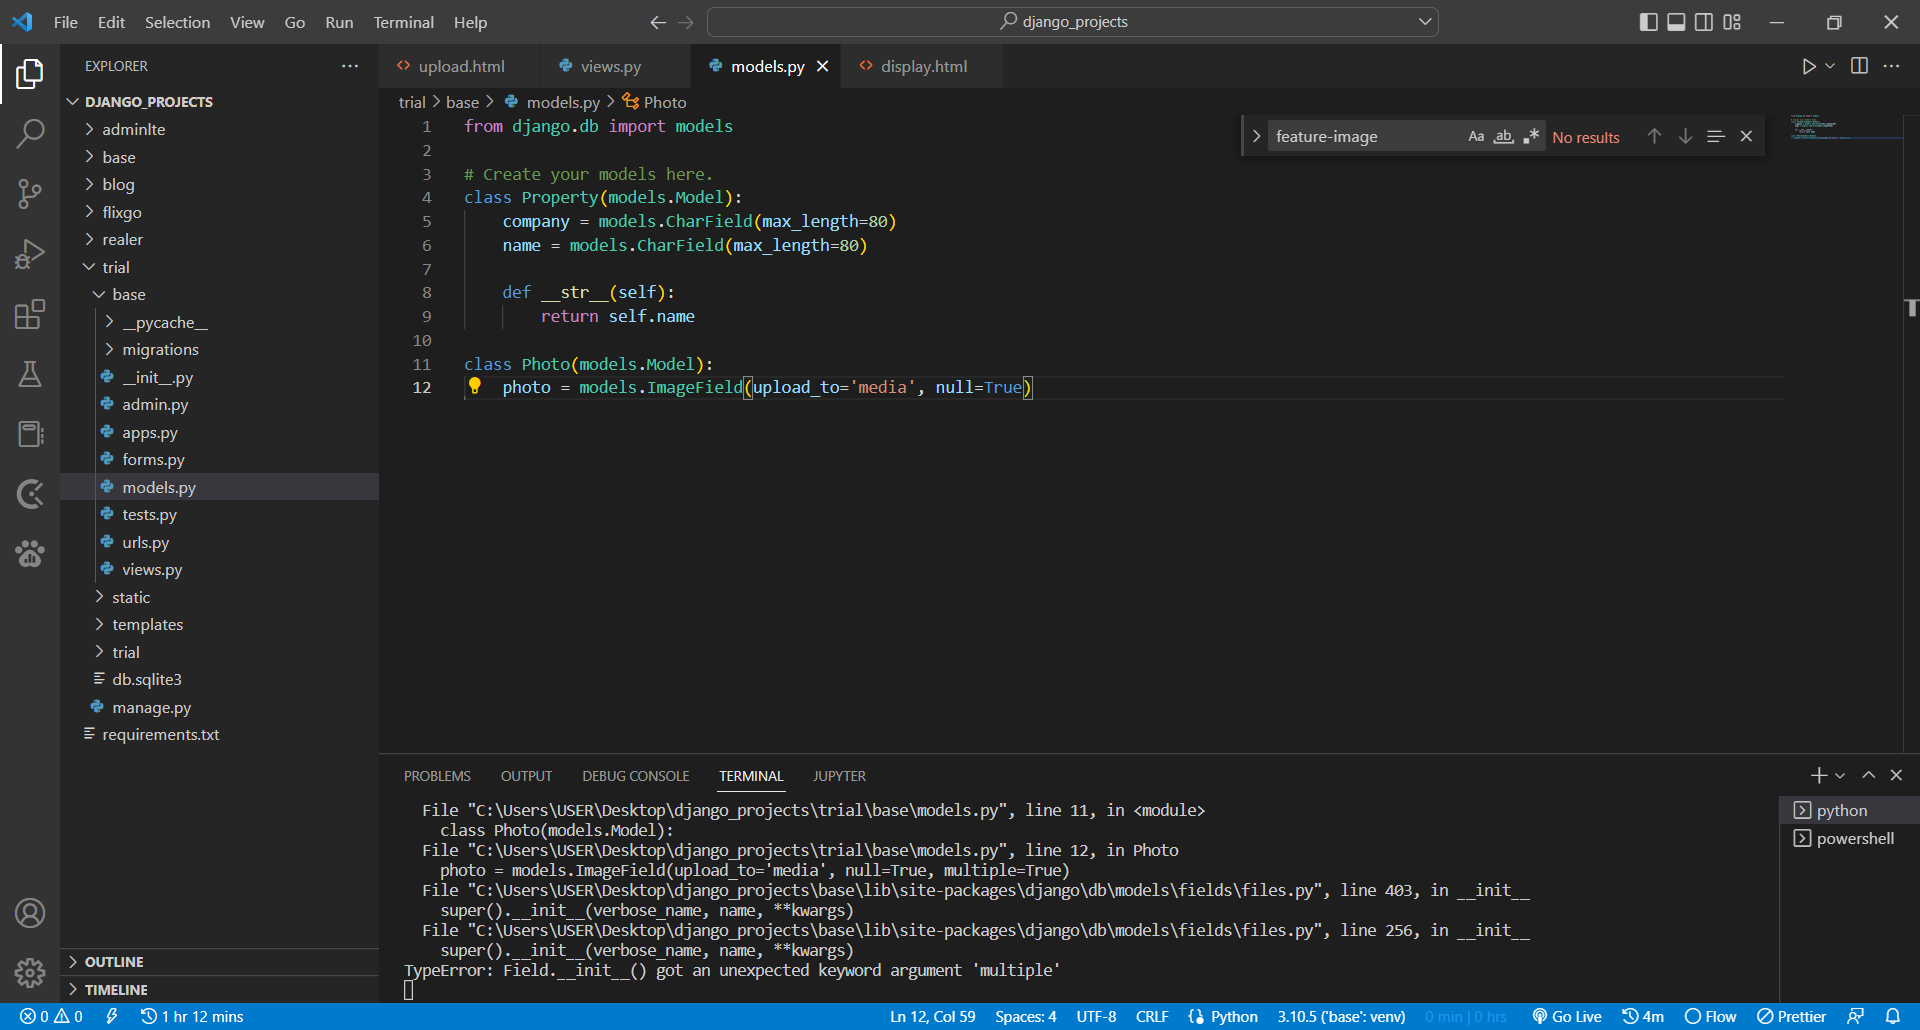 File Edit Selection View Go Run Terminal Help
django_projects
EXPLORER
DJANGO_PROJECTS
adminlte
base
blog
flixgo
realer
trial
base
__pycache__
migrations
__init__.py
admin.py
apps.py
forms.py
models.py
tests.py
urls.py
views.py
static
templates
trial
db.sqlite3
manage.py
requirements.txt
OUTLINE
TIMELINE
upload.html views.py models.py display.html
trial > base > models.py > Photo
feature-image Aa ab .* No results
1 from django.db import models
2
3 # Create your models here.
4 class Property(models.Model):
5 company = models.CharField(max_length=80)
6 name = models.CharField(max_length=80)
7
8 def __str__(self):
9 return self.name
10
11 class Photo(models.Model):
12 photo = models.ImageField(upload_to='media', null=True)
PROBLEMS OUTPUT DEBUG CONSOLE TERMINAL JUPYTER
File "C:\Users\USER\Desktop\django_projects\trial\base\models.py", line 11, in <module>
class Photo(models.Model):
File "C:\Users\USER\Desktop\django_projects\trial\base\models.py", line 12, in Photo
photo = models.ImageField(upload_to='media', null=True, multiple=True)
File "C:\Users\USER\Desktop\django_projects\base\lib\site-packages\django\db\models\fields\files.py", line 403, in __init__
super().__init__(verbose_name, name, **kwargs)
File "C:\Users\USER\Desktop\django_projects\base\lib\site-packages\django\db\models\fields\files.py", line 256, in __init__
super().__init__(verbose_name, name, **kwargs)
TypeError: Field.__init__() got an unexpected keyword argument 'multiple'
python
powershell
0 0 1 hr 12 mins Ln 12, Col 59 Spaces: 4 UTF-8 CRLF Python 3.10.5 ('base': venv) 0 min | 0 hrs Go Live 4m Flow Prettier